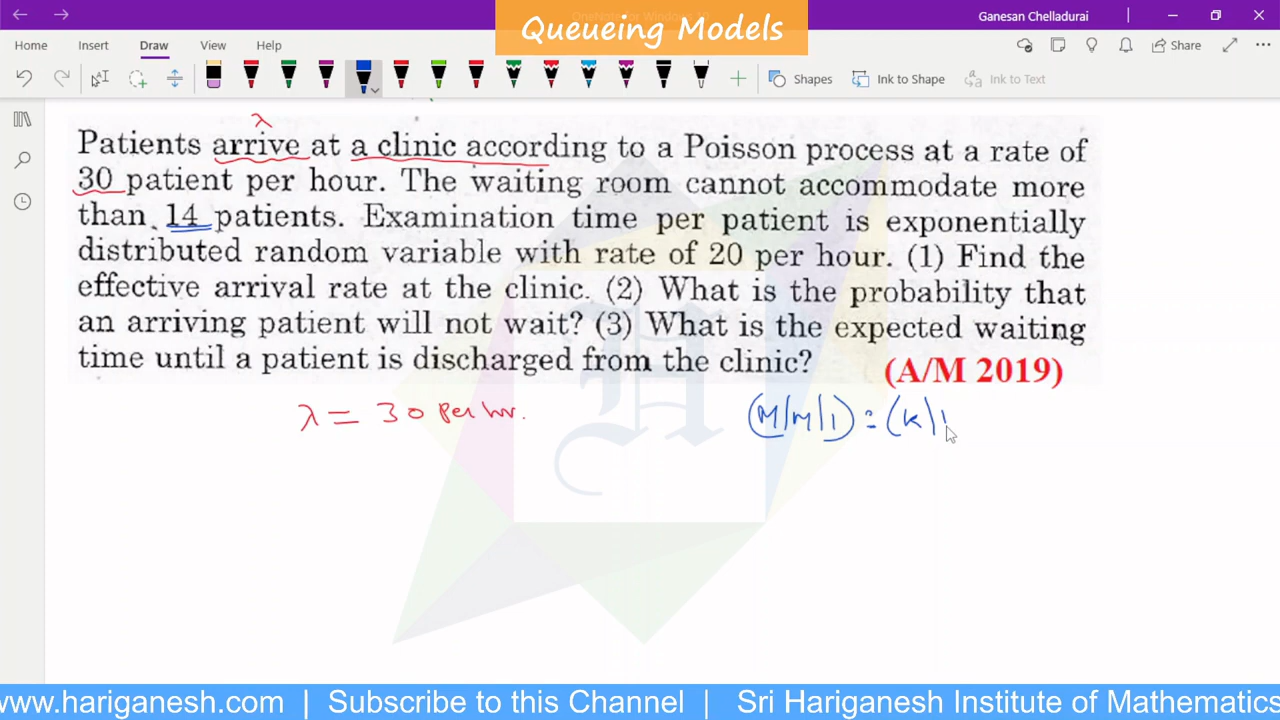 Queueing Models
Ganesan Chelladurai
Home Insert Draw View Help
Share
Shapes
Ink to Shape
Ink to Text
λ
Patients arrive at a clinic according to a Poisson process at a rate of
30 patient per hour. The waiting room cannot accommodate more
than 14 patients. Examination time per patient is exponentially
distributed random variable with rate of 20 per hour. (1) Find the
effective arrival rate at the clinic. (2) What is the probability that
an arriving patient will not wait? (3) What is the expected waiting
time until a patient is discharged from the clinic?
(A/M 2019)
λ = 30 per hr.
(M|M|1) : (K|
www.hariganesh.com | Subscribe to this Channel | Sri Hariganesh Institute of Mathematics